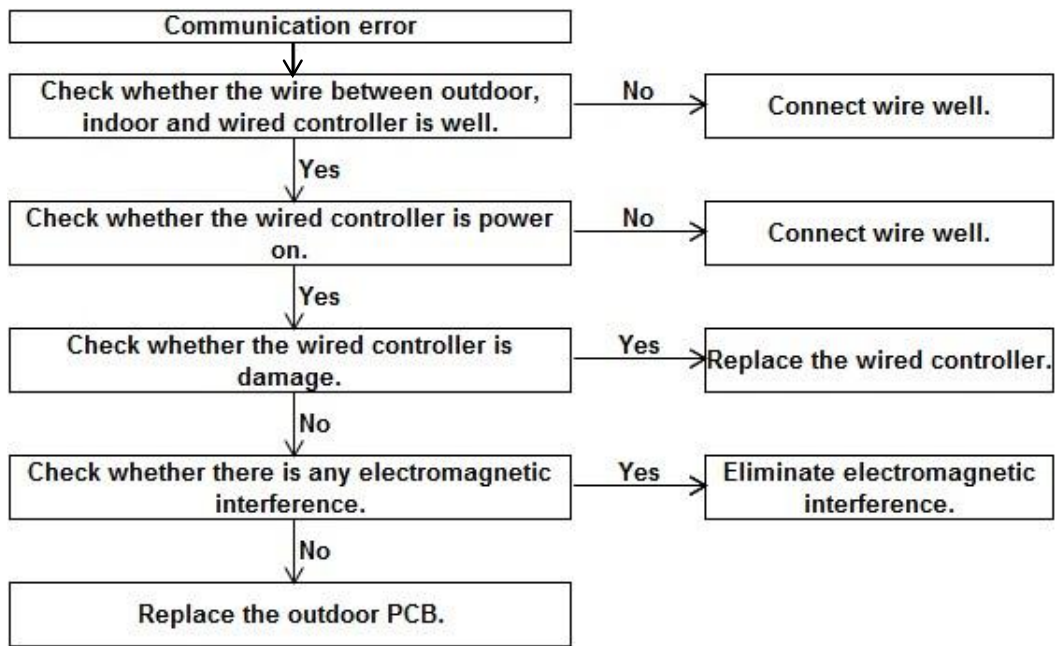 Communication error
Check whether the wire between outdoor,
indoor and wired controller is well.
No
Connect wire well.
Yes
Check whether the wired controller is power
on.
No
Connect wire well.
Yes
Check whether the wired controller is
damage.
Yes
Replace the wired controller.
No
Check whether there is any electromagnetic
interference.
Yes
Eliminate electromagnetic
interference.
No
Replace the outdoor PCB.